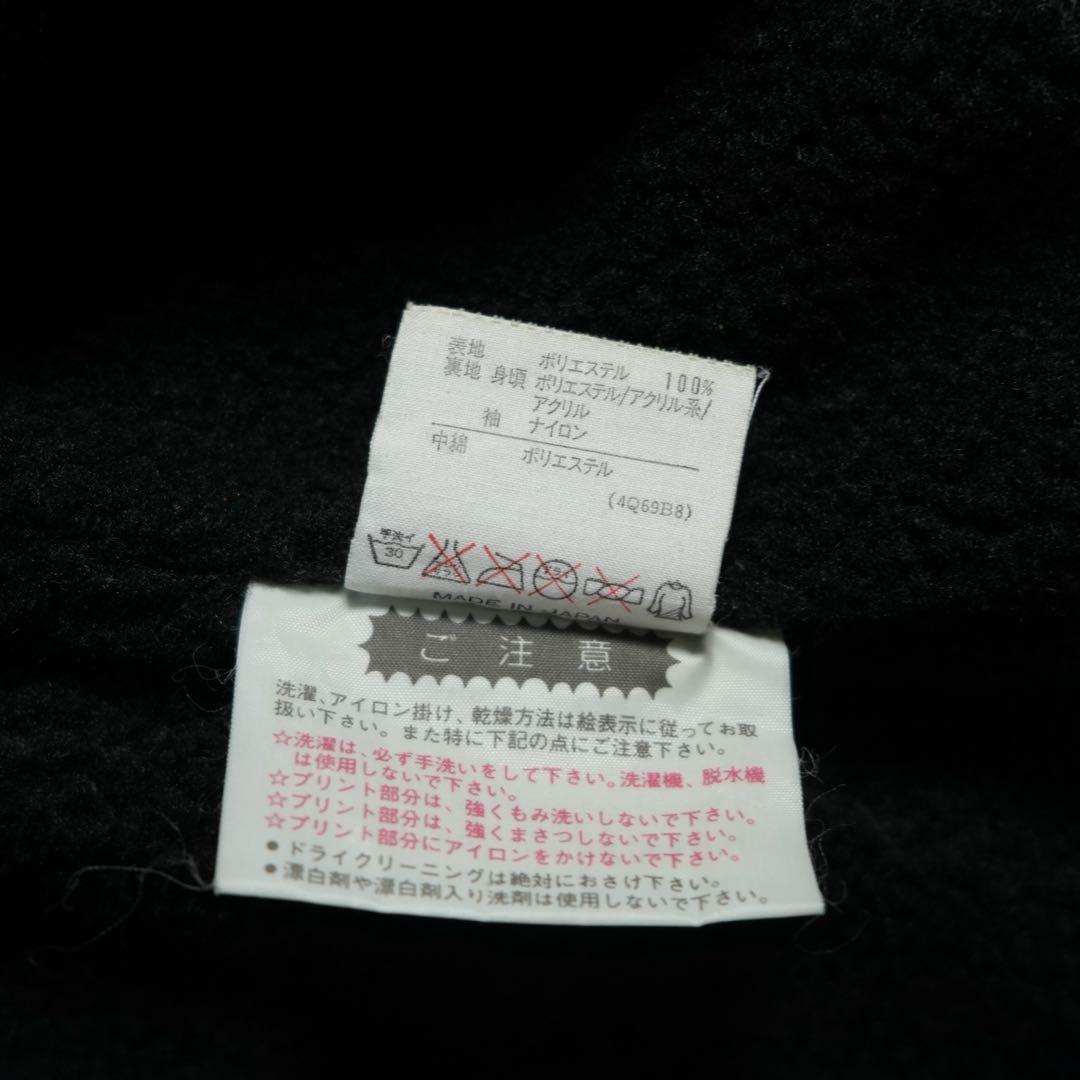 表地 ポリエステル 100%
裏地 身頃 ポリエステル/アクリル系/
アクリル
袖 ナイロン
中綿 ポリエステル
(4Q69B8)
手洗イ
30
エンソ
ドライ
MADE IN JAPAN
ご注意
洗濯、アイロン掛け、乾燥方法は絵表示に従ってお取
扱い下さい。また特に下記の点にご注意下さい。
☆洗濯は、必ず手洗いをして下さい。洗濯機、脱水機
は使用しないで下さい。
☆プリント部分は、強くもみ洗いしないで下さい。
☆プリント部分は、強くまさつしないで下さい。
☆プリント部分にアイロンをかけないで下さい。
●ドライクリーニングは絶対におさけ下さい。
●漂白剤や漂白剤入り洗剤は使用しないで下さい。